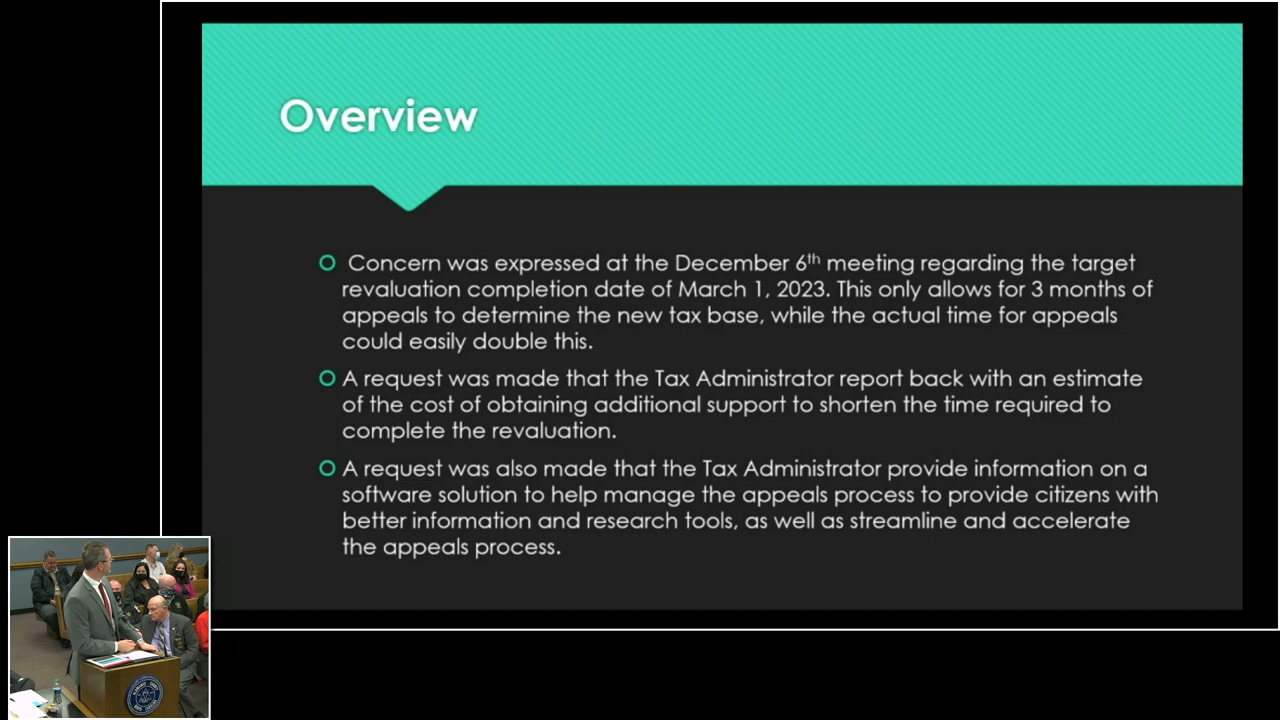 Overview
Concern was expressed at the December 6th meeting regarding the target
revaluation completion date of March 1, 2023. This only allows for 3 months of
appeals to determine the new tax base, while the actual time for appeals
could easily double this.
A request was made that the Tax Administrator report back with an estimate
of the cost of obtaining additional support to shorten the time required to
complete the revaluation.
A request was also made that the Tax Administrator provide information on a
software solution to help manage the appeals process to provide citizens with
better information and research tools, as well as streamline and accelerate
the appeals process.